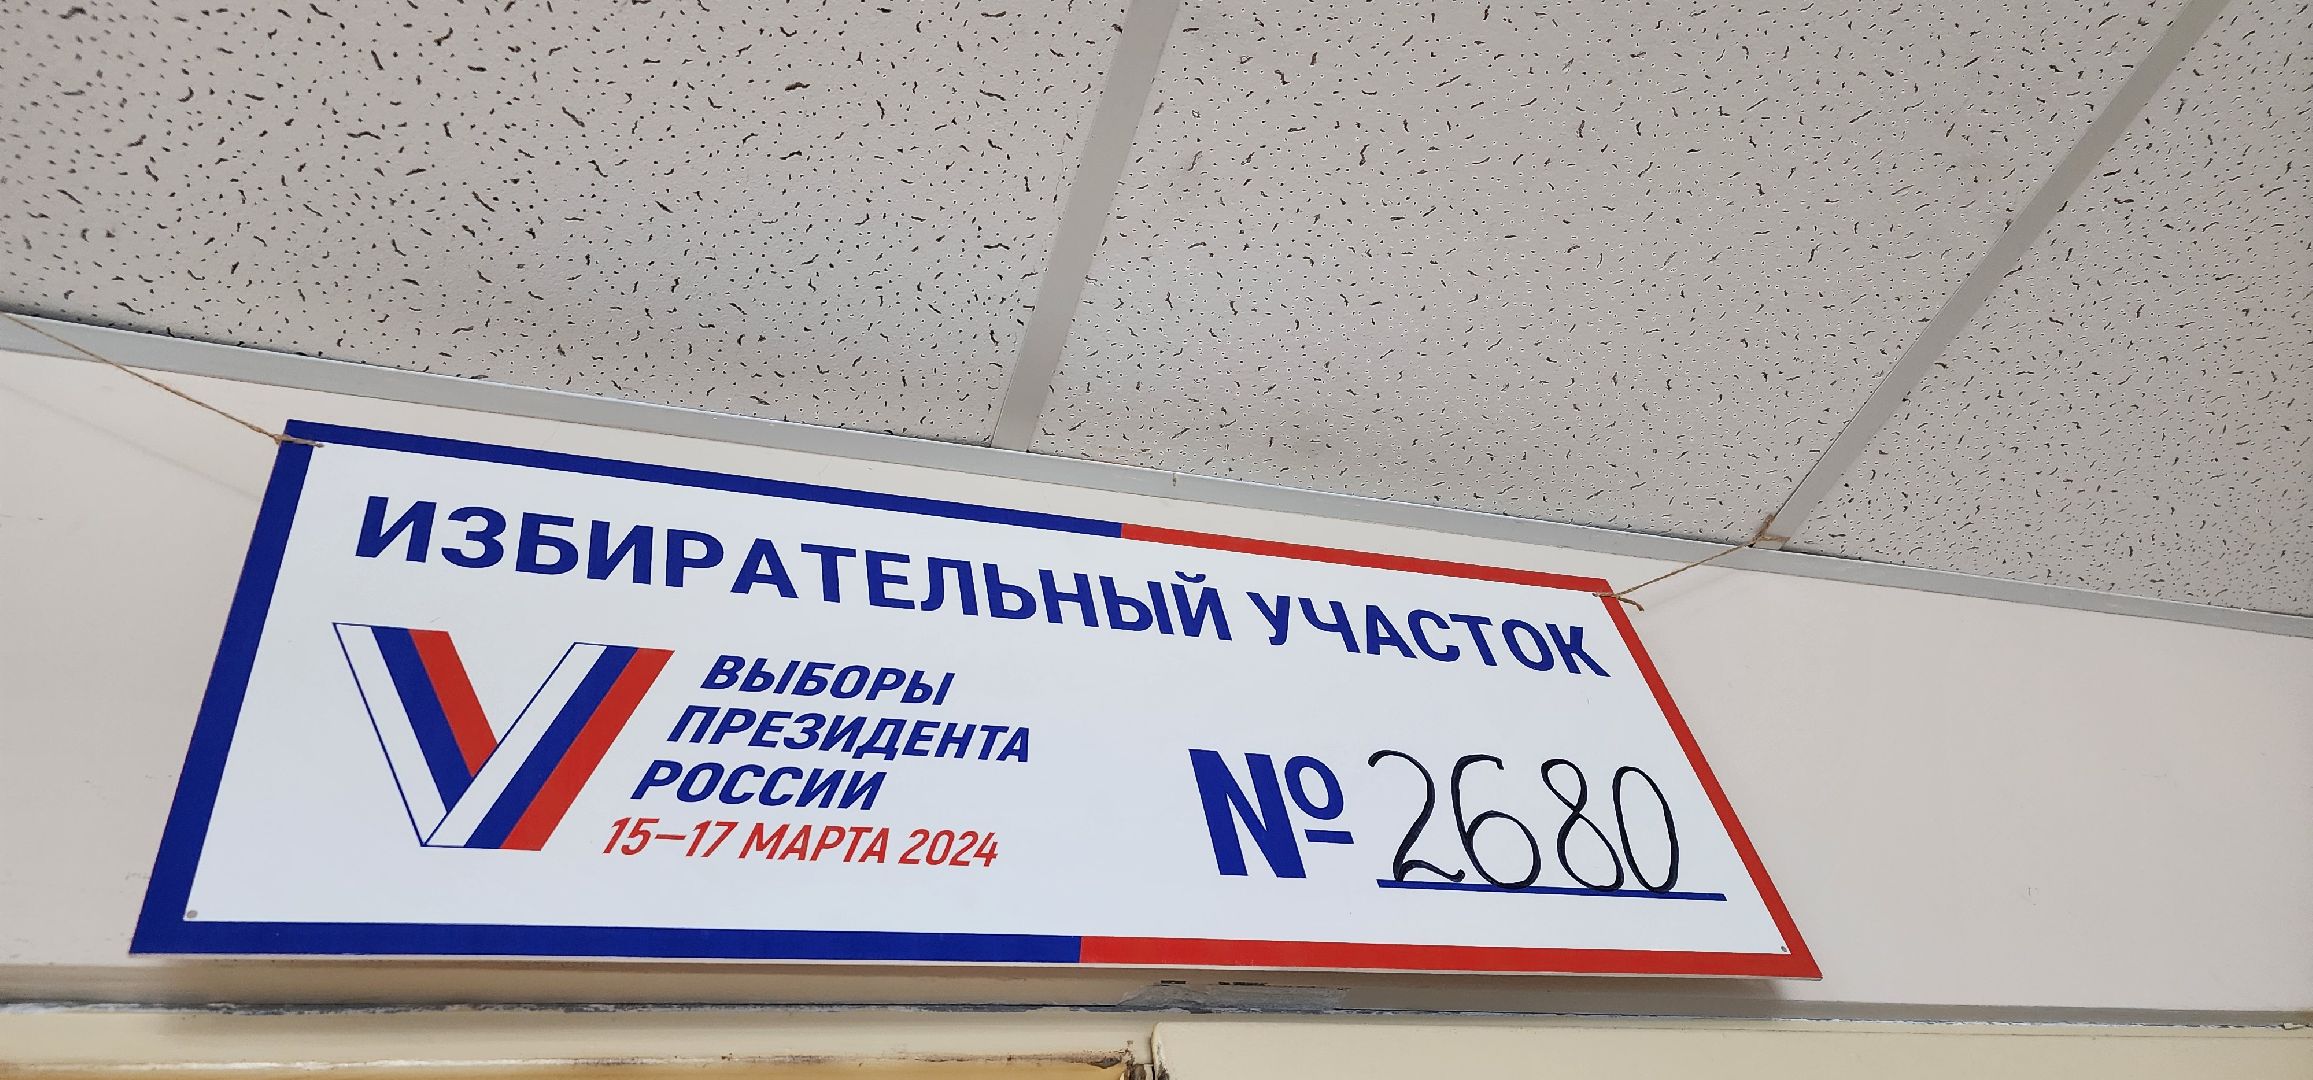 ИЗБИРАТЕЛЬНЫЙ УЧАСТОК
ВЫБОРЫ
ПРЕЗИДЕНТА
РОССИИ
15–17 МАРТА 2024
№ 2680